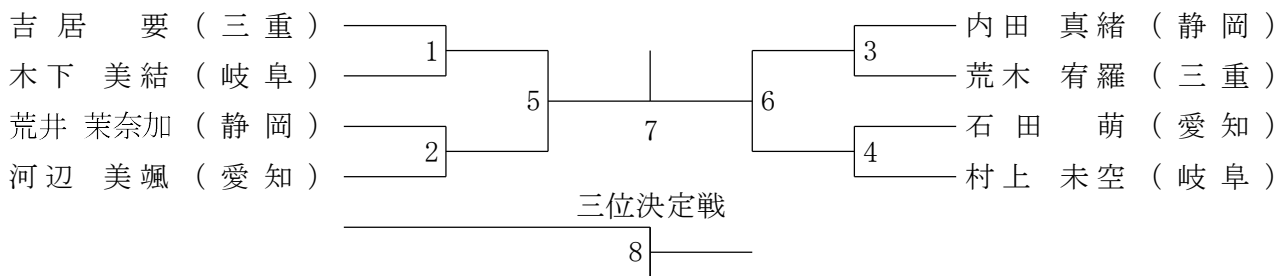 吉居 要 ( 三重 )
木下 美結 ( 岐阜 )
荒井 茉奈加 ( 静岡 )
河辺 美颯 ( 愛知 )
1
2
5
7
6
3
4
内田 真緒 ( 静岡 )
荒木 宥羅 ( 三重 )
石田 萌 ( 愛知 )
村上 未空 ( 岐阜 )
三位決定戦
8